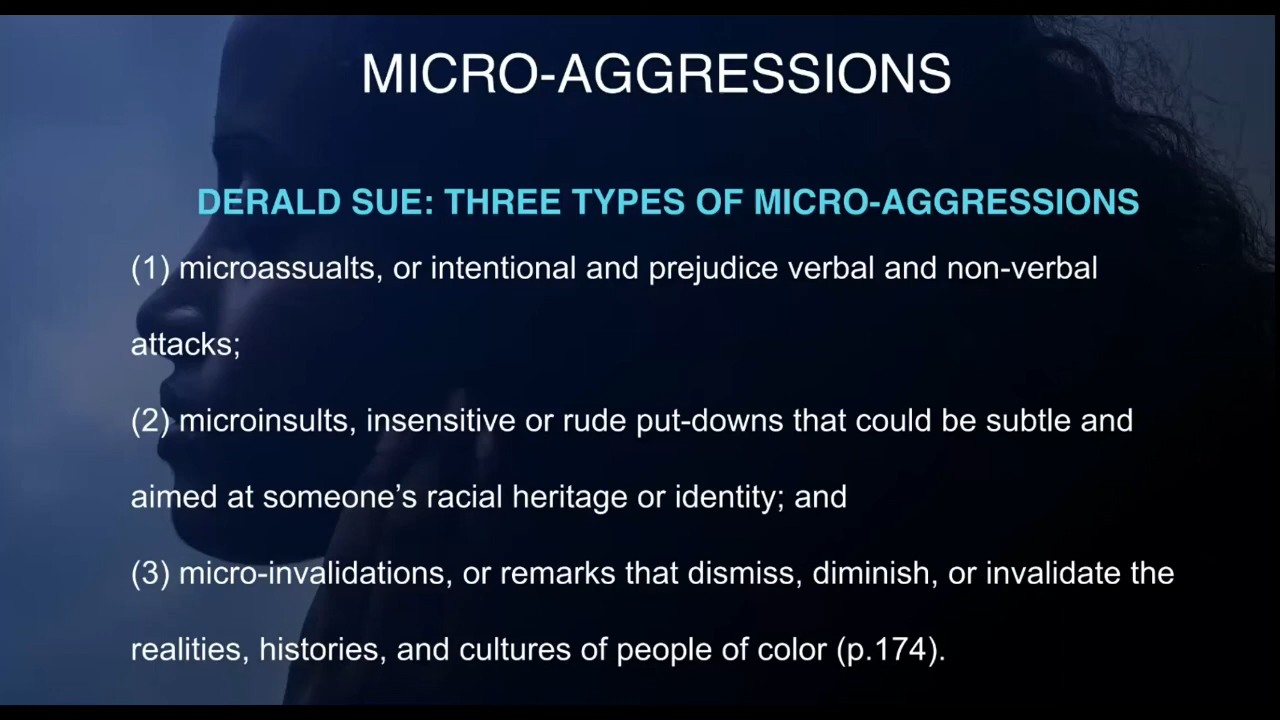 MICRO-AGGRESSIONS
DERALD SUE: THREE TYPES OF MICRO-AGGRESSIONS
(1) microassualts, or intentional and prejudice verbal and non-verbal
attacks;
(2) microinsults, insensitive or rude put-downs that could be subtle and
aimed at someone’s racial heritage or identity; and
(3) micro-invalidations, or remarks that dismiss, diminish, or invalidate the
realities, histories, and cultures of people of color (p.174).